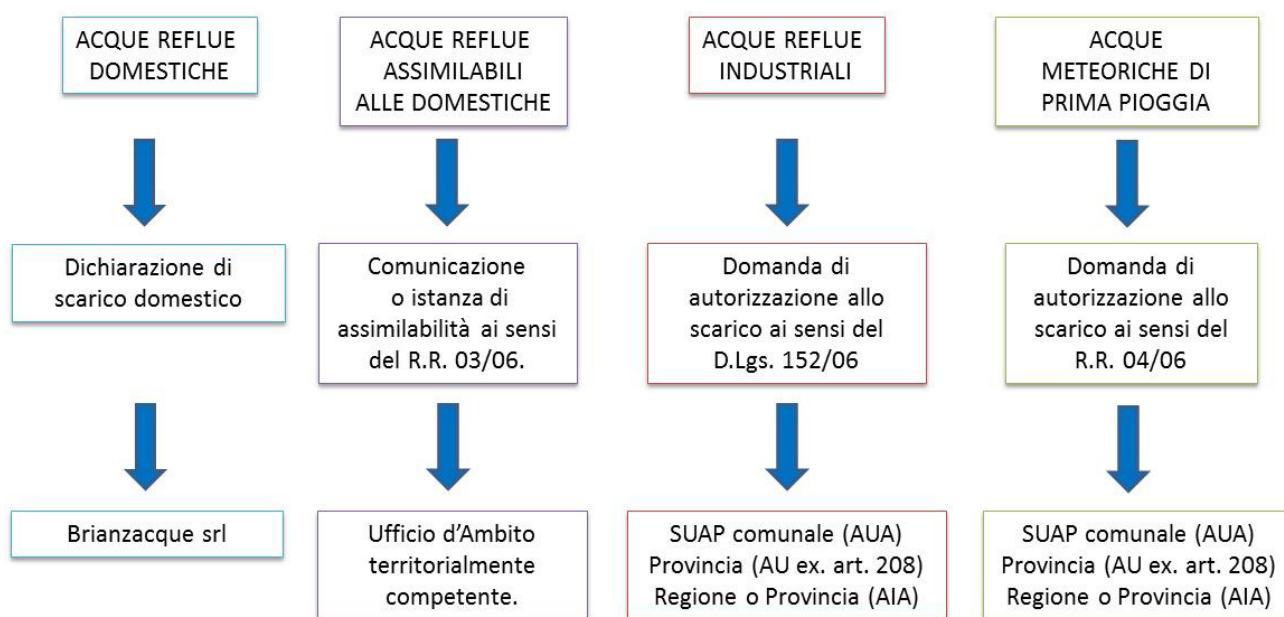 ACQUE REFLUE
DOMESTICHE
ACQUE REFLUE
ASSIMILABILI
ALLE DOMESTICHE
ACQUE REFLUE
INDUSTRIALI
ACQUE
METEORICHE DI
PRIMA PIOGGIA
Dichiarazione di
scarico domestico
Comunicazione
o istanza di
assimilabilità ai sensi
del R.R. 03/06.
Domanda di
autorizzazione allo
scarico ai sensi del
D.Lgs. 152/06
Domanda di
autorizzazione allo
scarico ai sensi del
R.R. 04/06
Brianzacque srl
Ufficio d'Ambito
territorialmente
competente.
SUAP comunale (AUA)
Provincia (AU ex. art. 208)
Regione o Provincia (AIA)
SUAP comunale (AUA)
Provincia (AU ex. art. 208)
Regione o Provincia (AIA)